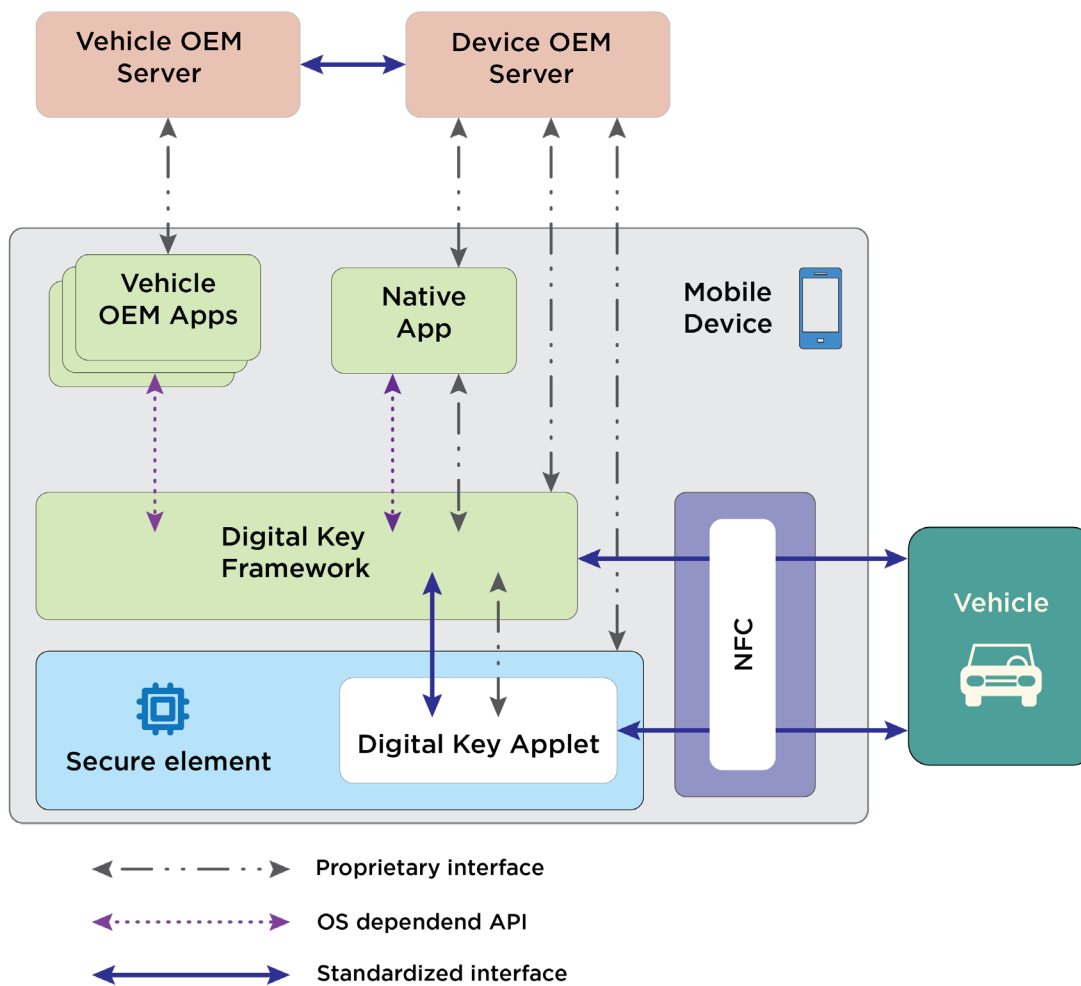 Vehicle OEM
Server
Device OEM
Server
Vehicle
OEM Apps
Native
App
Mobile
Device
Digital Key
Framework
NFC
Vehicle
Digital Key Applet
Secure element
Proprietary interface
OS dependend API
Standardized interface